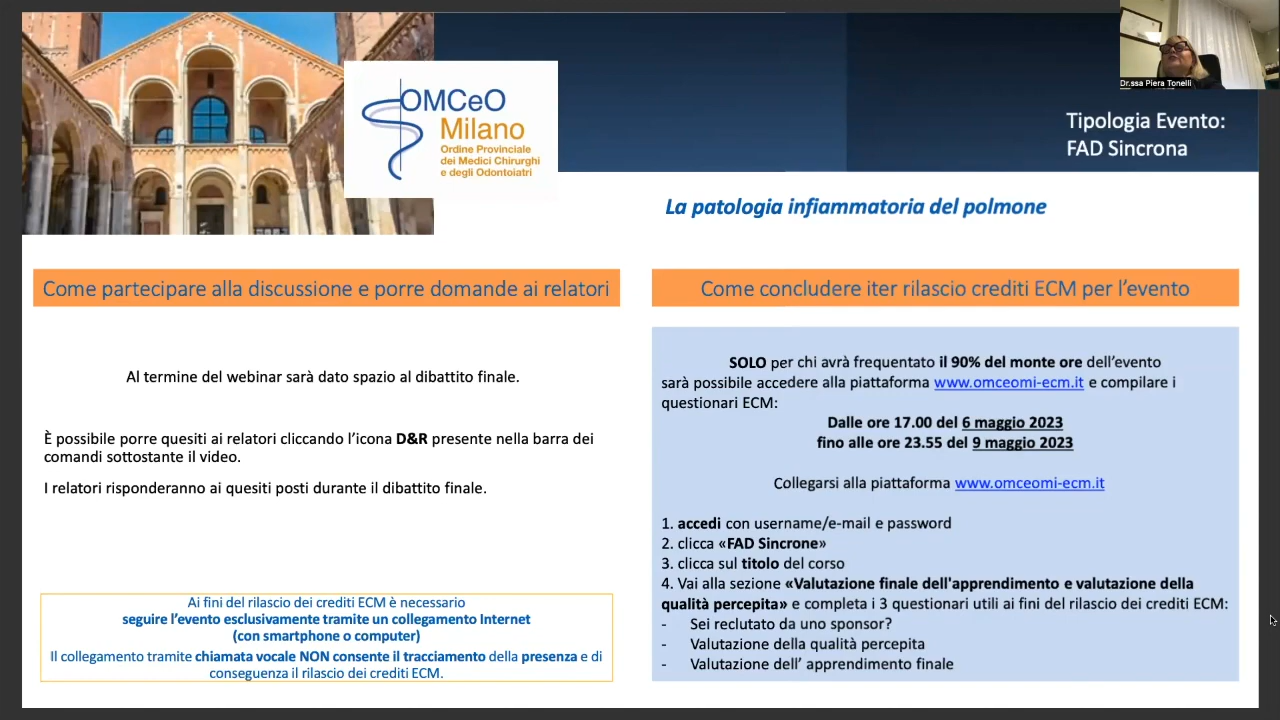 Dr.ssa Piera Tonelli
OMCeO
Milano
Ordine Provinciale
dei Medici Chirurghi
e degli Odontoiatri
Tipologia Evento:
FAD Sincrona
La patologia infiammatoria del polmone
Come partecipare alla discussione e porre domande ai relatori
Al termine del webinar sarà dato spazio al dibattito finale.
È possibile porre quesiti ai relatori cliccando l’icona D&R presente nella barra dei
comandi sottostante il video.
I relatori risponderanno ai quesiti posti durante il dibattito finale.
Ai fini del rilascio dei crediti ECM è necessario
seguire l’evento esclusivamente tramite un collegamento Internet
(con smartphone o computer)
Il collegamento tramite chiamata vocale NON consente il tracciamento della presenza e di
conseguenza il rilascio dei crediti ECM.
Come concludere iter rilascio crediti ECM per l’evento
SOLO per chi avrà frequentato il 90% del monte ore dell’evento
sarà possibile accedere alla piattaforma www.omceomi-ecm.it e compilare i
questionari ECM:
Dalle ore 17.00 del 6 maggio 2023
fino alle ore 23.55 del 9 maggio 2023
Collegarsi alla piattaforma www.omceomi-ecm.it
1. accedi con username/e-mail e password
2. clicca «FAD Sincrone»
3. clicca sul titolo del corso
4. Vai alla sezione «Valutazione finale dell'apprendimento e valutazione della
qualità percepita» e completa i 3 questionari utili ai fini del rilascio dei crediti ECM:
- Sei reclutato da uno sponsor?
- Valutazione della qualità percepita
- Valutazione dell’ apprendimento finale